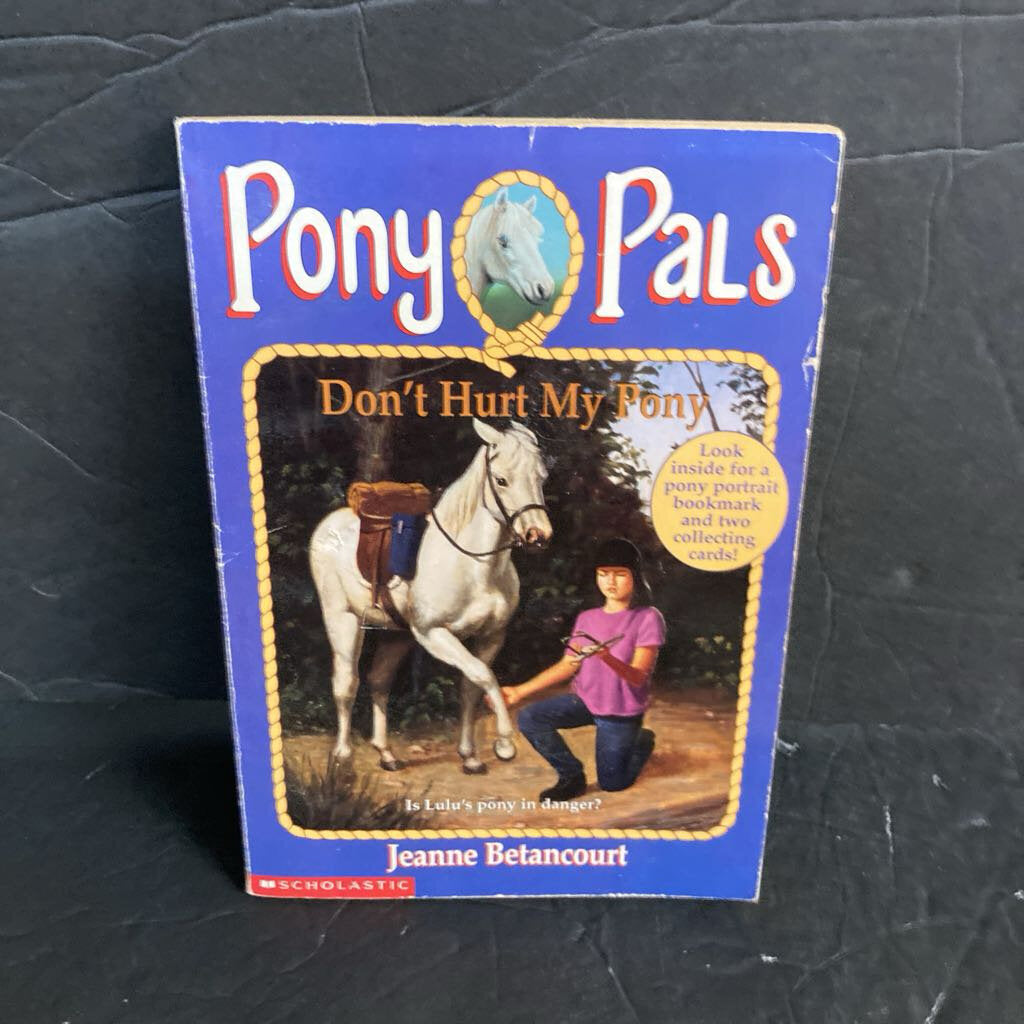 Pony Pals
Don't Hurt My Pony
Look
inside for a
pony portrait
bookmark
and two
collecting
cards!
Is Lulu's pony in danger?
Jeanne Betancourt
SCHOLASTIC